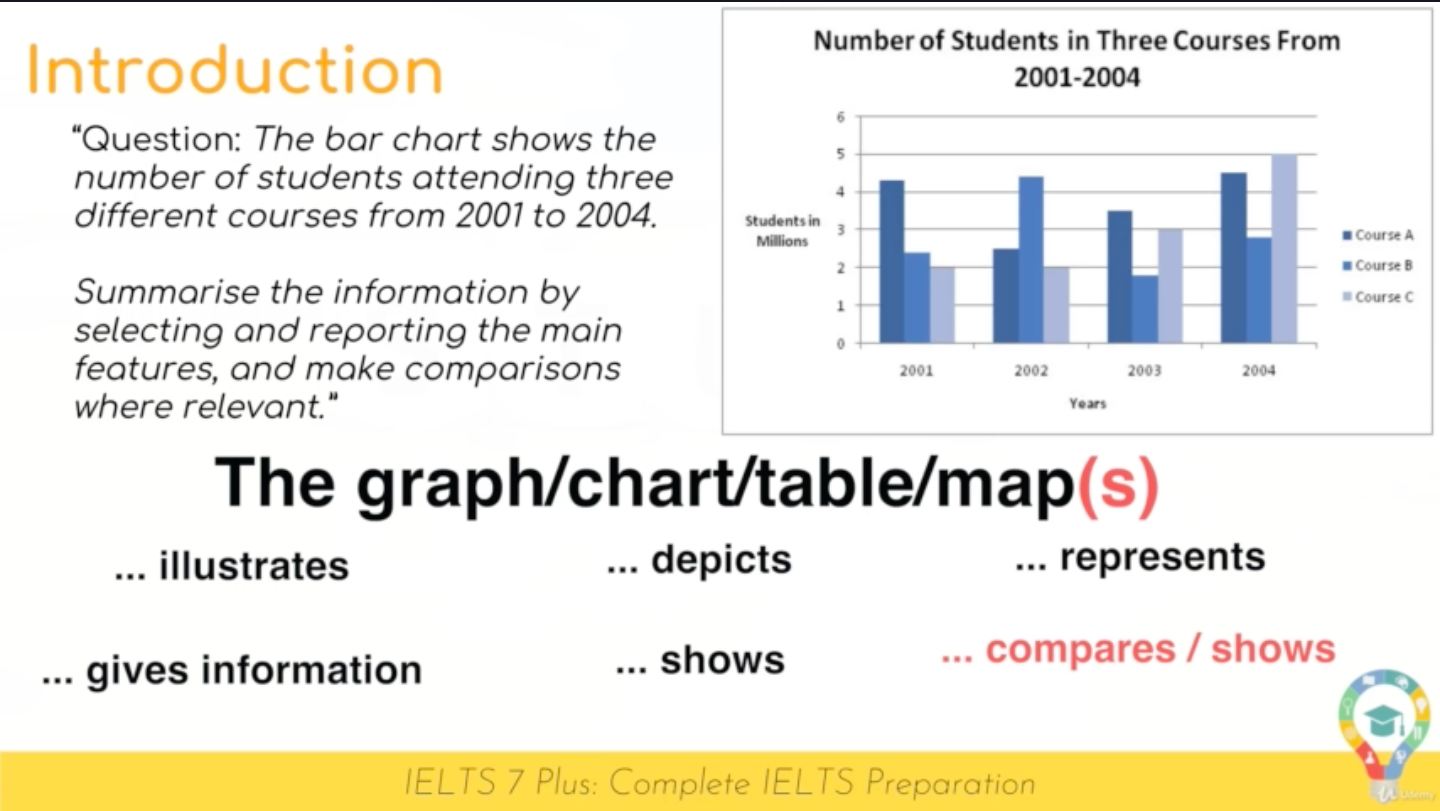 Introduction
“Question: The bar chart shows the
number of students attending three
different courses from 2001 to 2004.
Summarise the information by
selecting and reporting the main
features, and make comparisons
where relevant.”
Number of Students in Three Courses From
2001-2004
6
5
4
3
2
1
0
Students in
Millions
2001 2002 2003 2004
Years
Course A
Course B
Course C
The graph/chart/table/map(s)
... illustrates ... depicts ... represents
... gives information ... shows ... compares / shows
IELTS 7 Plus: Complete IELTS Preparation
Udemy